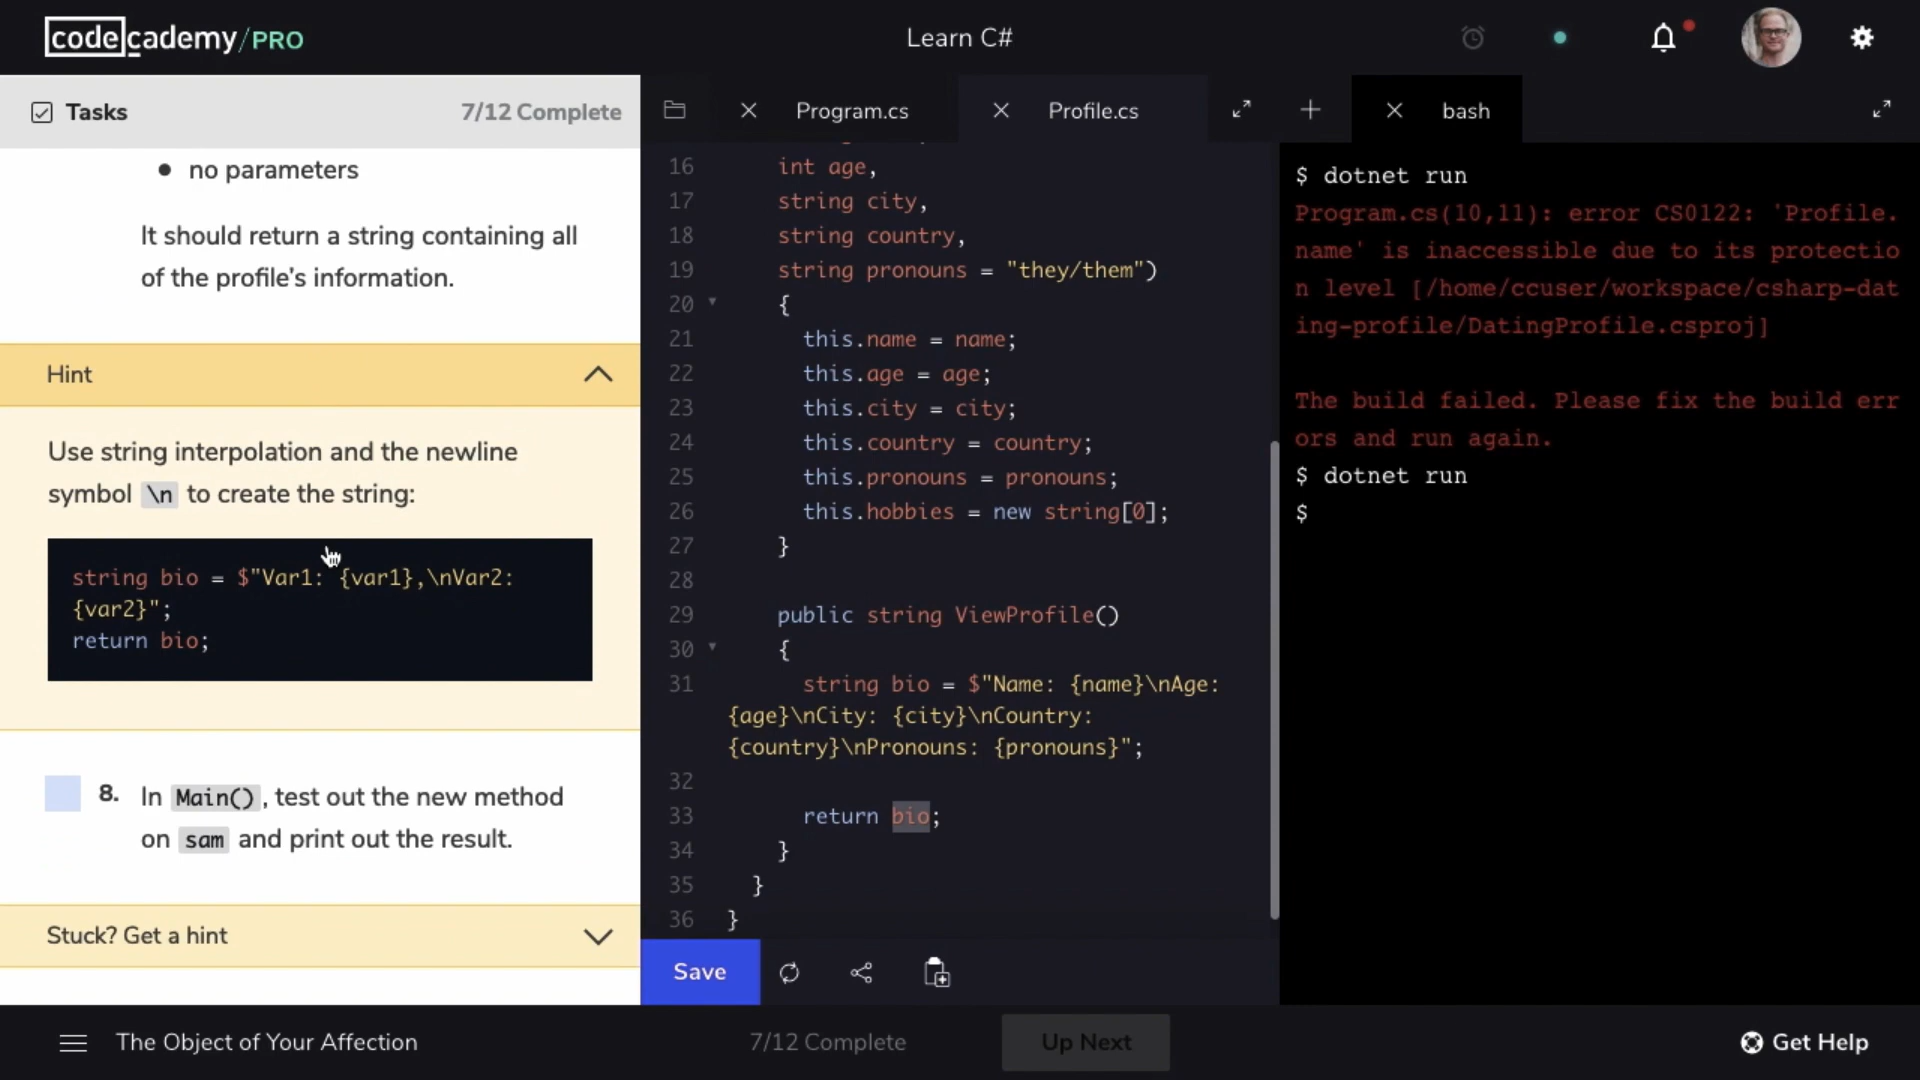 codecademy/PRO
Learn C#
Tasks
7/12 Complete
no parameters
It should return a string containing all
of the profile's information.
Hint
Use string interpolation and the newline
symbol \n to create the string:
string bio = $"Var1: {var1},\nVar2:
{var2}";
return bio;
8. In Main(), test out the new method
on sam and print out the result.
Stuck? Get a hint
Program.cs
Profile.cs
16 int age,
17 string city,
18 string country,
19 string pronouns = "they/them")
20 {
21 this.name = name;
22 this.age = age;
23 this.city = city;
24 this.country = country;
25 this.pronouns = pronouns;
26 this.hobbies = new string[0];
27 }
28
29 public string ViewProfile()
30 {
31 string bio = $"Name: {name}\nAge:
{age}\nCity: {city}\nCountry:
{country}\nPronouns: {pronouns}";
32
33 return bio;
34 }
35 }
36 }
Save
bash
$ dotnet run
Program.cs(10,11): error CS0122: 'Profile.
name' is inaccessible due to its protectio
n level [/home/ccuser/workspace/csharp-dat
ing-profile/DatingProfile.csproj]
The build failed. Please fix the build err
ors and run again.
$ dotnet run
$
The Object of Your Affection
7/12 Complete
Up Next
Get Help